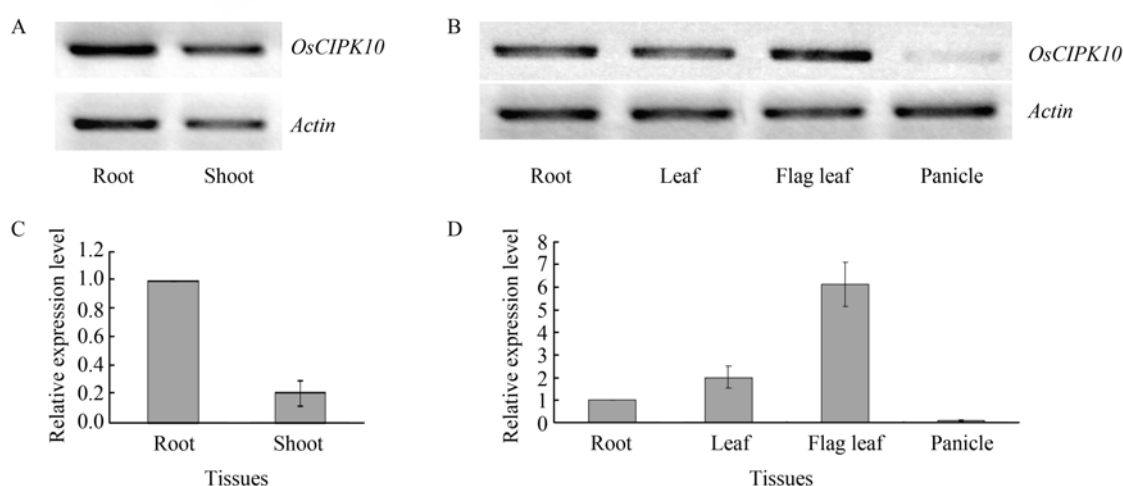 A
OsCIPK10
Actin
Root Shoot
B
OsCIPK10
Actin
Root Leaf Flag leaf Panicle
C
Relative expression level
1.2
1.0
0.8
0.6
0.4
0.2
0.0
Root Shoot
Tissues
D
Relative expression level
8
7
6
5
4
3
2
1
0
Root Leaf Flag leaf Panicle
Tissues